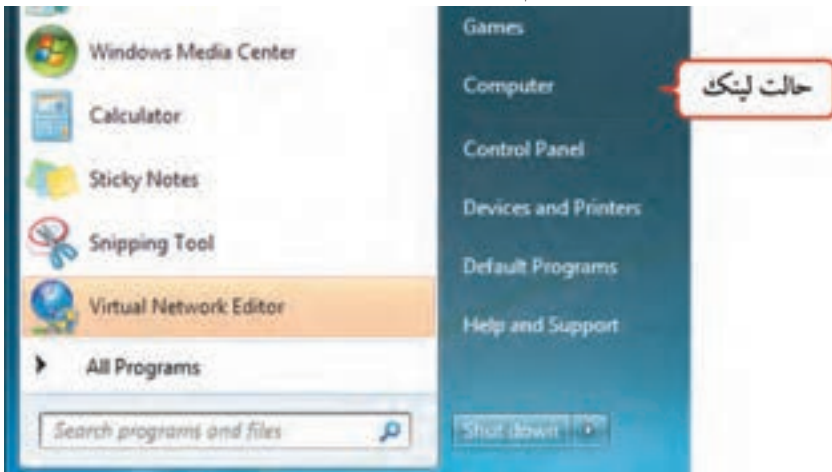 Windows Media Center
Calculator
Sticky Notes
Snipping Tool
Virtual Network Editor
All Programs
Search programs and files
Games
Computer
Control Panel
Devices and Printers
Default Programs
Help and Support
Shut down
حالت لینک